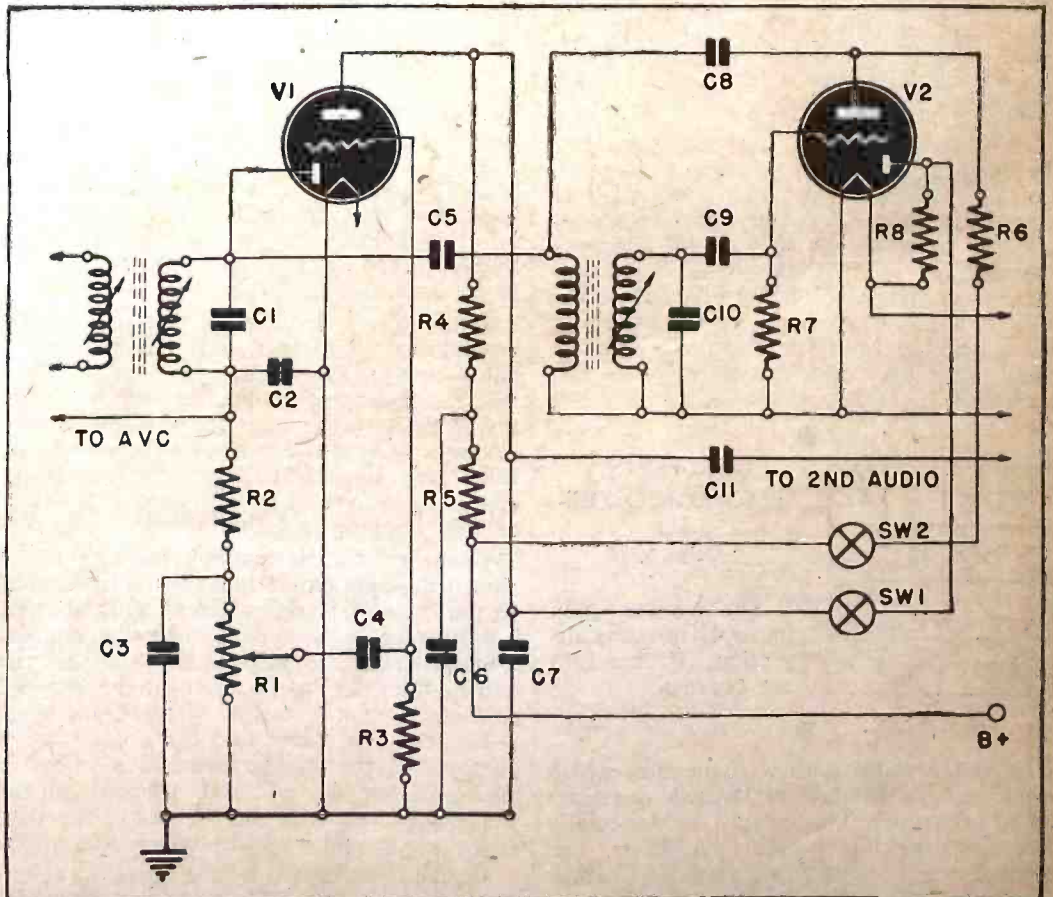 V1
C8
V2
C5
C9
R8
R6
C1
R4
C10
R7
C2
TO AVC
R2
R5
C11
TO 2ND AUDIO
SW2
SW1
C4
C3
R1
C6
C7
R3
B+